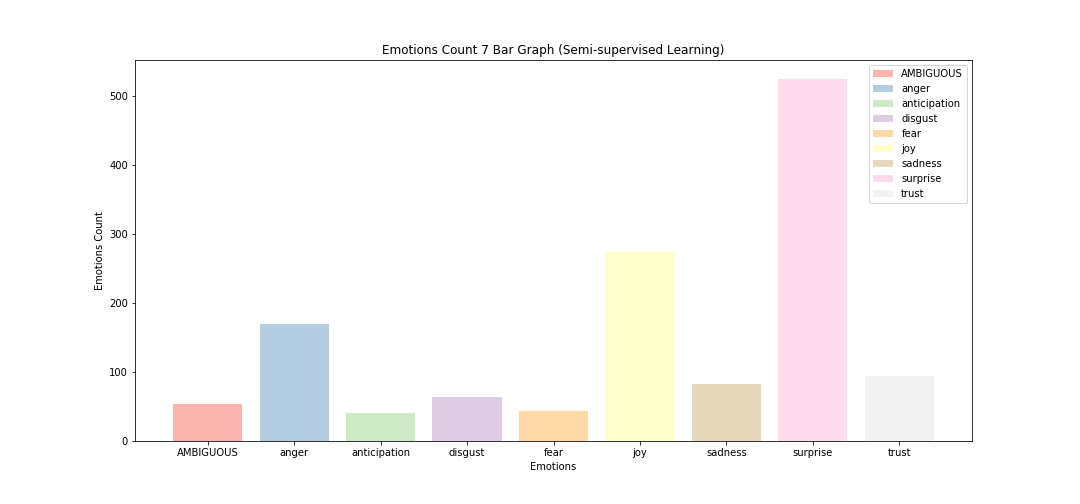 Emotions Count 7 Bar Graph (Semi-supervised Learning)
AMBIGUOUS
anger
anticipation
disgust
fear
joy
sadness
surprise
trust
Emotions Count
500
400
300
200
100
0
AMBIGUOUS anger anticipation disgust fear joy sadness surprise trust
Emotions